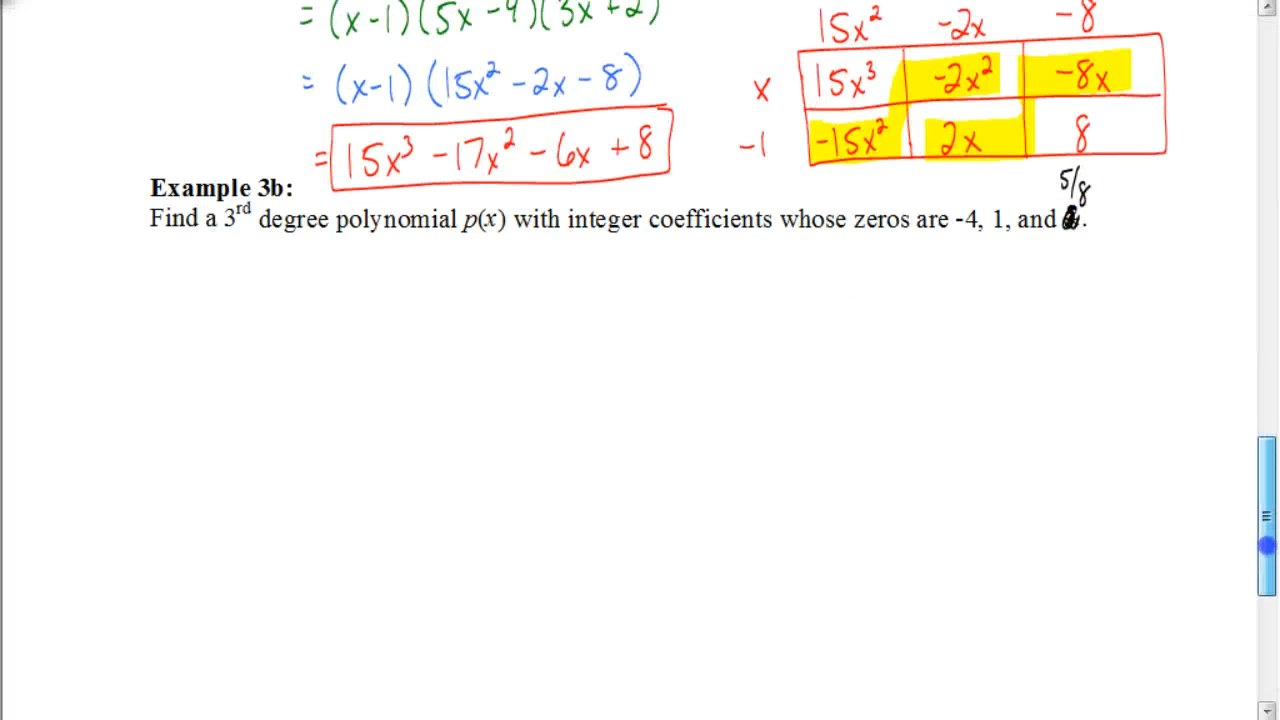 = (x-1)(5x-4)(3x+2)
= (x-1)(15x² - 2x - 8)
= 15x³ - 17x² - 6x + 8
15x² -2x -8
x 15x³ -2x² -8x
-1 -15x² 2x 8
Example 3b:
5/8
Find a 3rd degree polynomial p(x) with integer coefficients whose zeros are -4, 1, and .